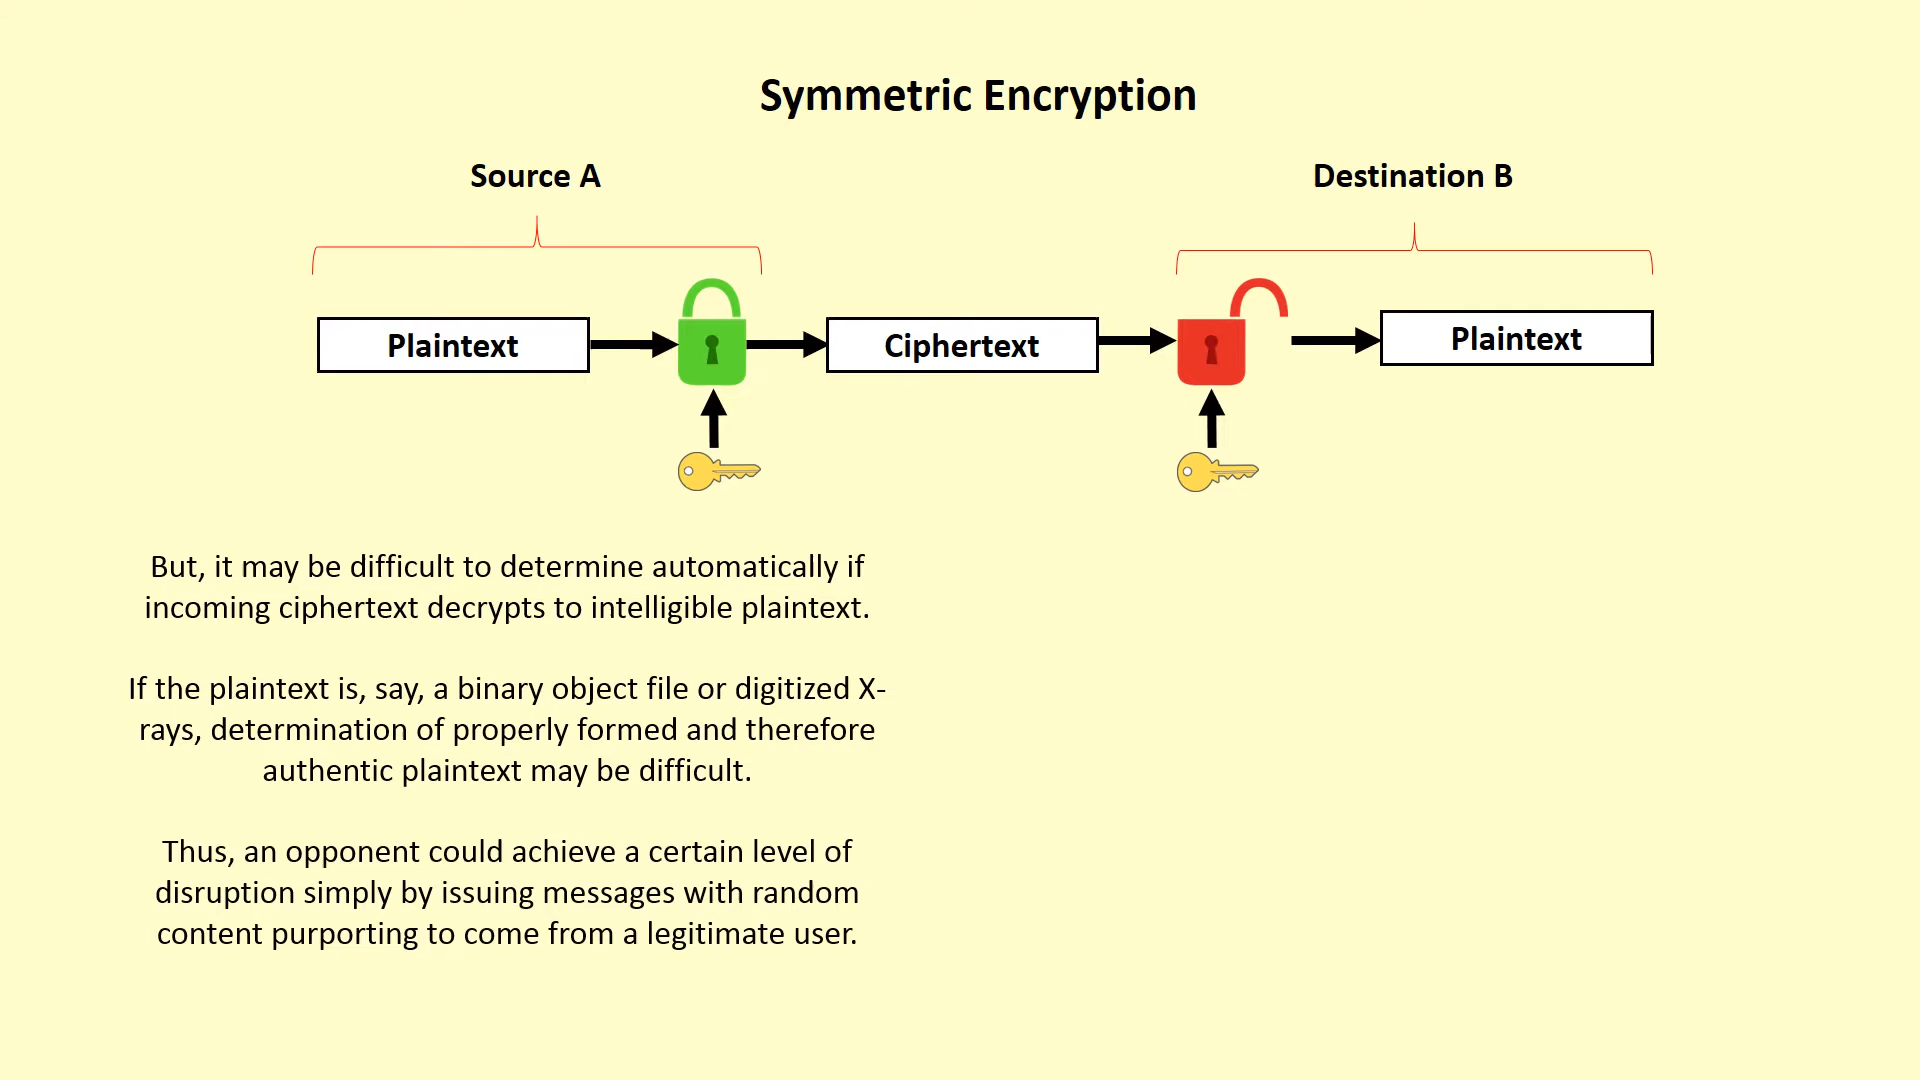 Symmetric Encryption
Source A
Destination B
Plaintext
Ciphertext
Plaintext
But, it may be difficult to determine automatically if
incoming ciphertext decrypts to intelligible plaintext.
If the plaintext is, say, a binary object file or digitized X-
rays, determination of properly formed and therefore
authentic plaintext may be difficult.
Thus, an opponent could achieve a certain level of
disruption simply by issuing messages with random
content purporting to come from a legitimate user.